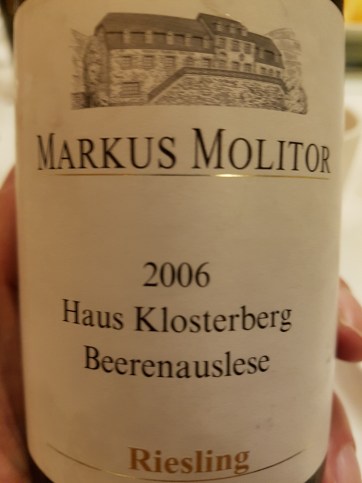 MARKUS MOLITOR
2006
Haus Klosterberg
Beerenauslese
Riesling